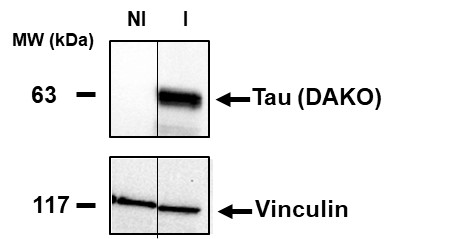 NI I
MW (kDa)
63 Tau (DAKO)
117 Vinculin